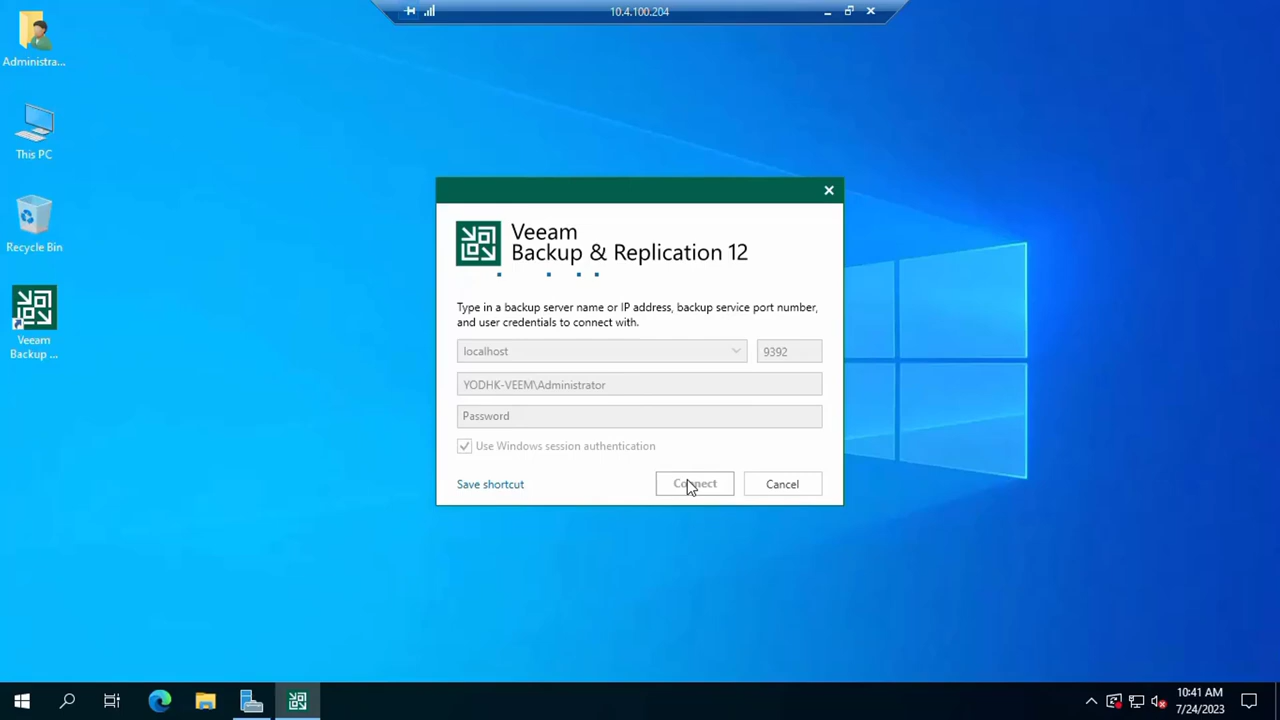 10.4.100.204
Administra...
This PC
Recycle Bin
Veeam
Backup ...
Veeam
Backup & Replication 12
Type in a backup server name or IP address, backup service port number,
and user credentials to connect with.
localhost
9392
YODHK-VEEM\Administrator
Password
Use Windows session authentication
Save shortcut
Connect
Cancel
10:41 AM
7/24/2023